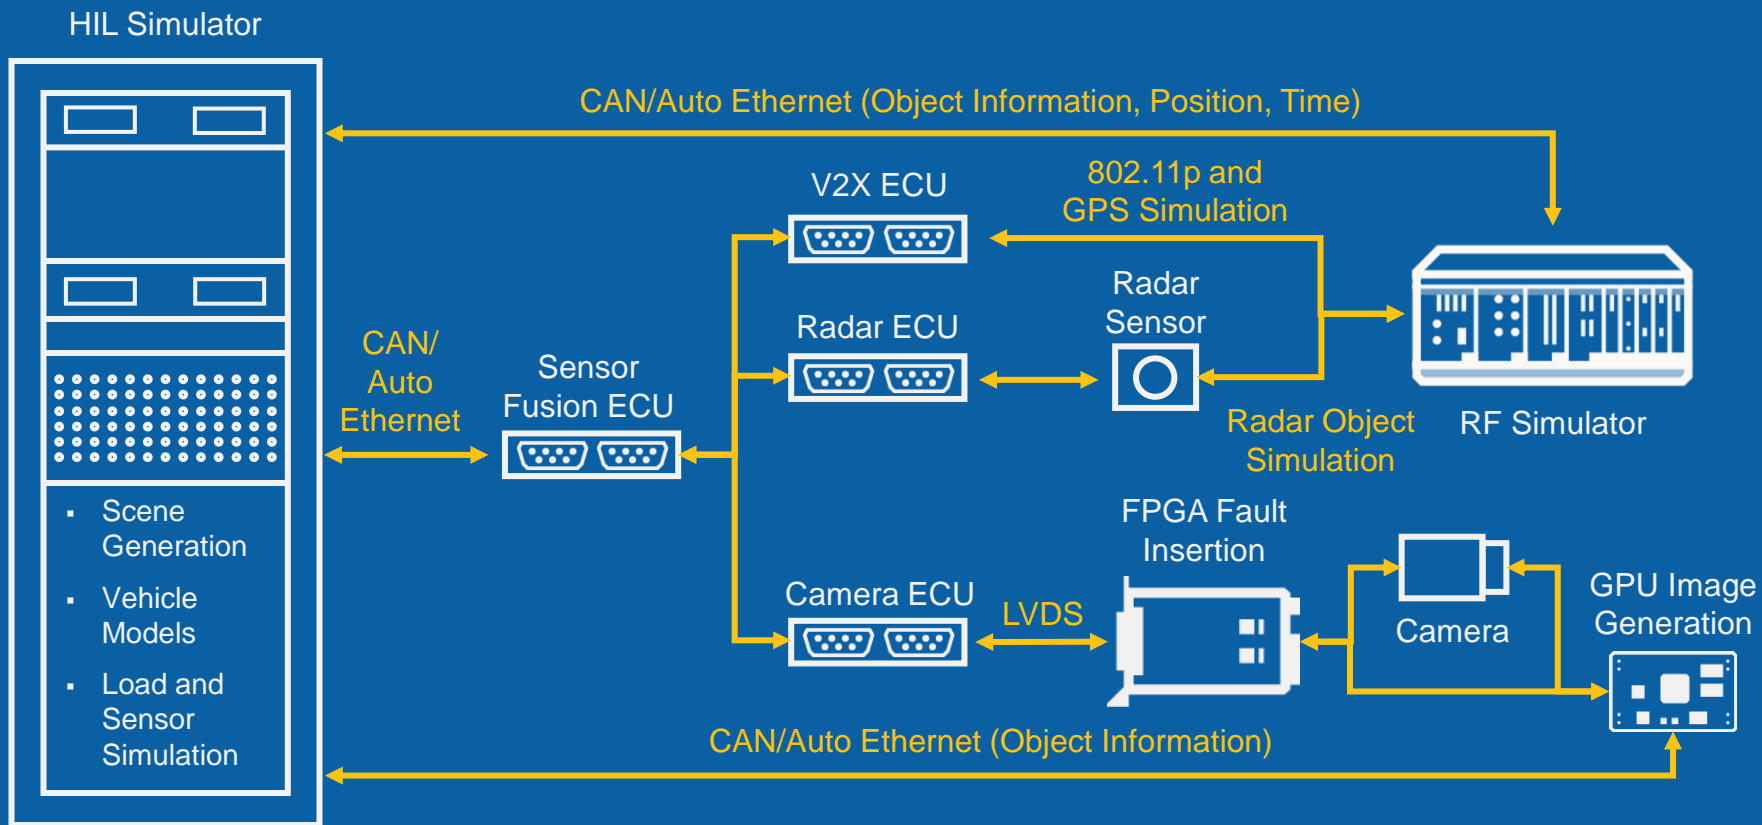 HIL Simulator
CAN/Auto Ethernet (Object Information, Position, Time)
V2X ECU
802.11p and
GPS Simulation
Radar ECU
Radar
Sensor
CAN/
Auto
Ethernet
Sensor
Fusion ECU
Radar Object
Simulation
RF Simulator
▪ Scene
Generation
▪ Vehicle
Models
▪ Load and
Sensor
Simulation
FPGA Fault
Insertion
Camera ECU
LVDS
Camera
GPU Image
Generation
CAN/Auto Ethernet (Object Information)